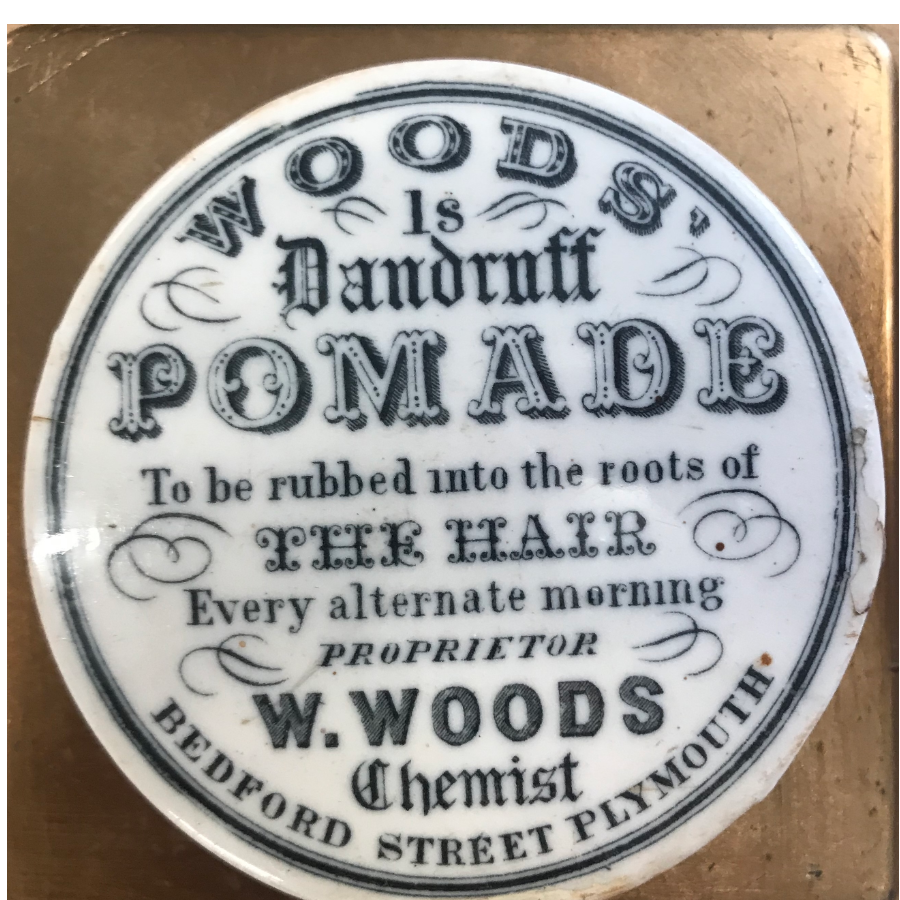 WOODS'
1s
Dandruff
POMADE
To be rubbed into the roots of
THE HAIR
Every alternate morning
PROPRIETOR
W. WOODS
Chemist
BEDFORD STREET PLYMOUTH